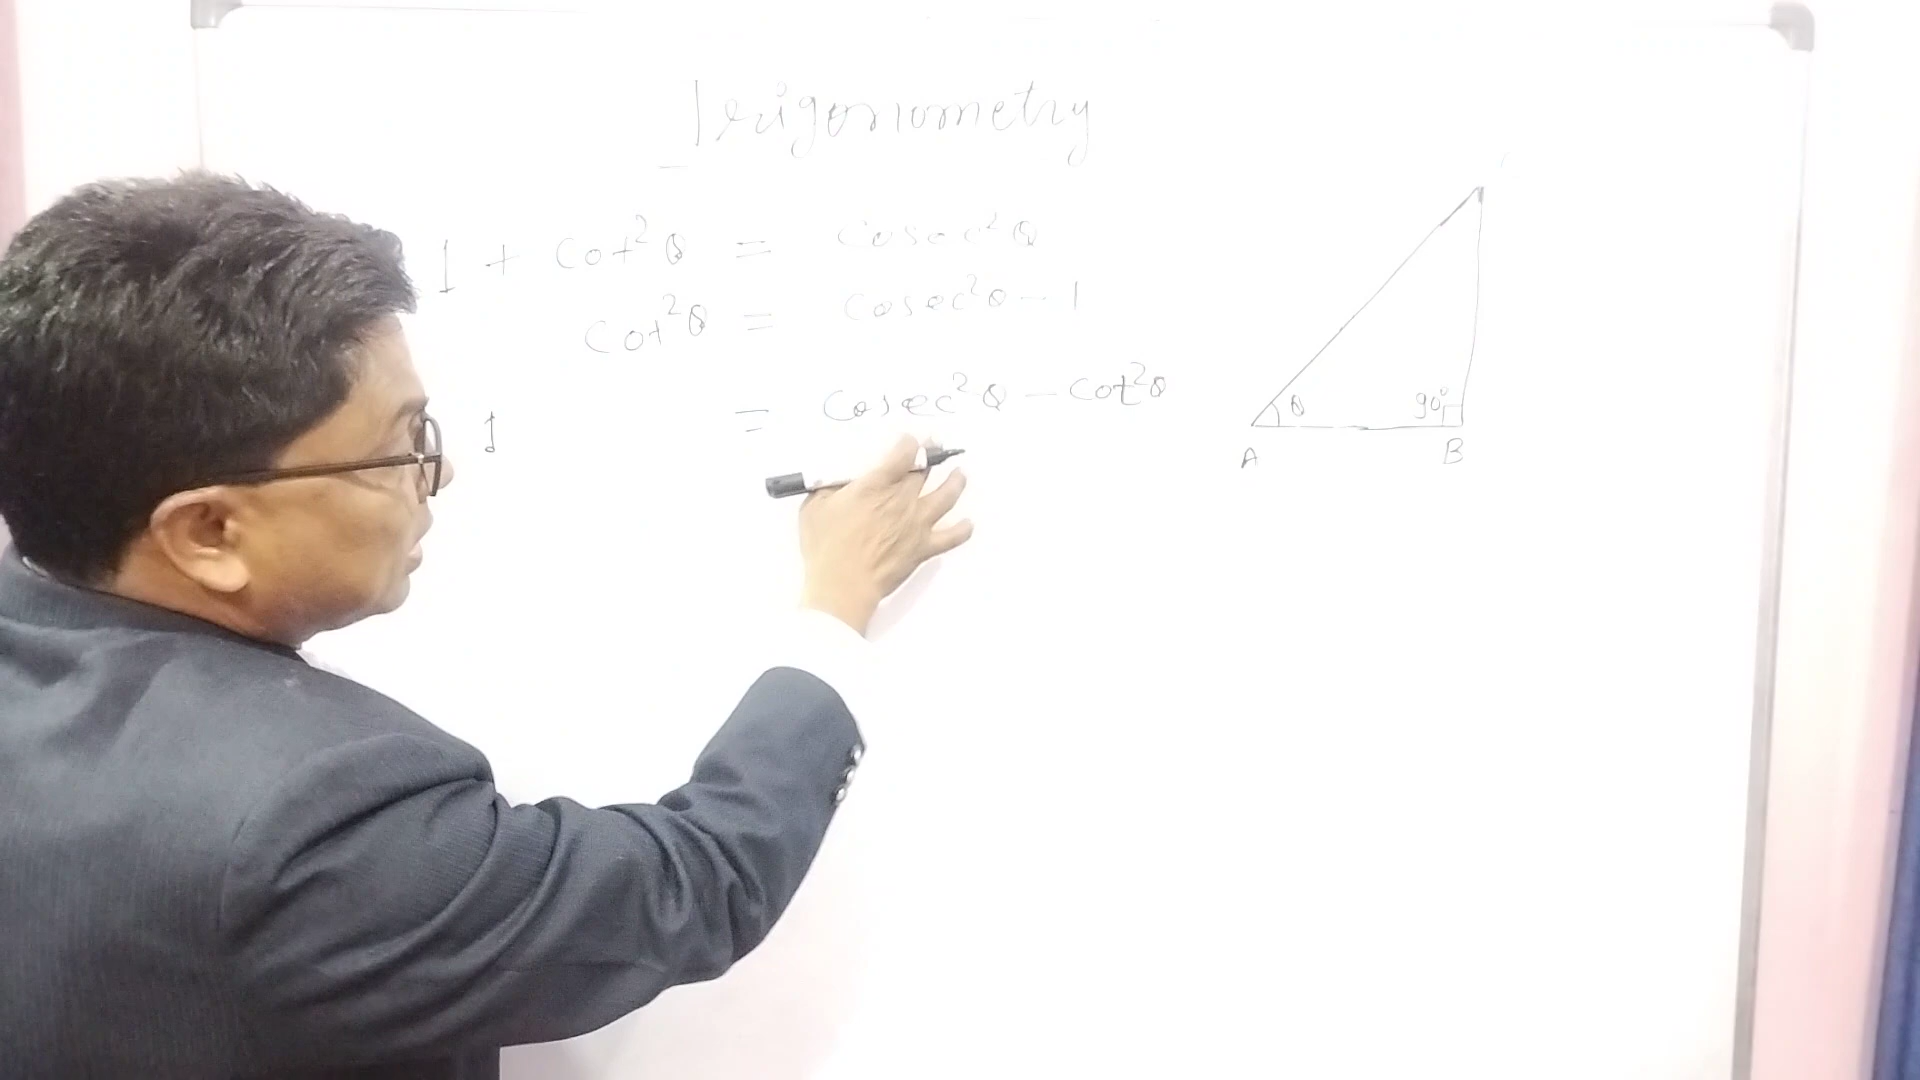 Trigonometry
1 + Cot²θ = Cosec²θ
Cot²θ = Cosec²θ - 1
1 = Cosec²θ - Cot²θ
θ
90°
A
B